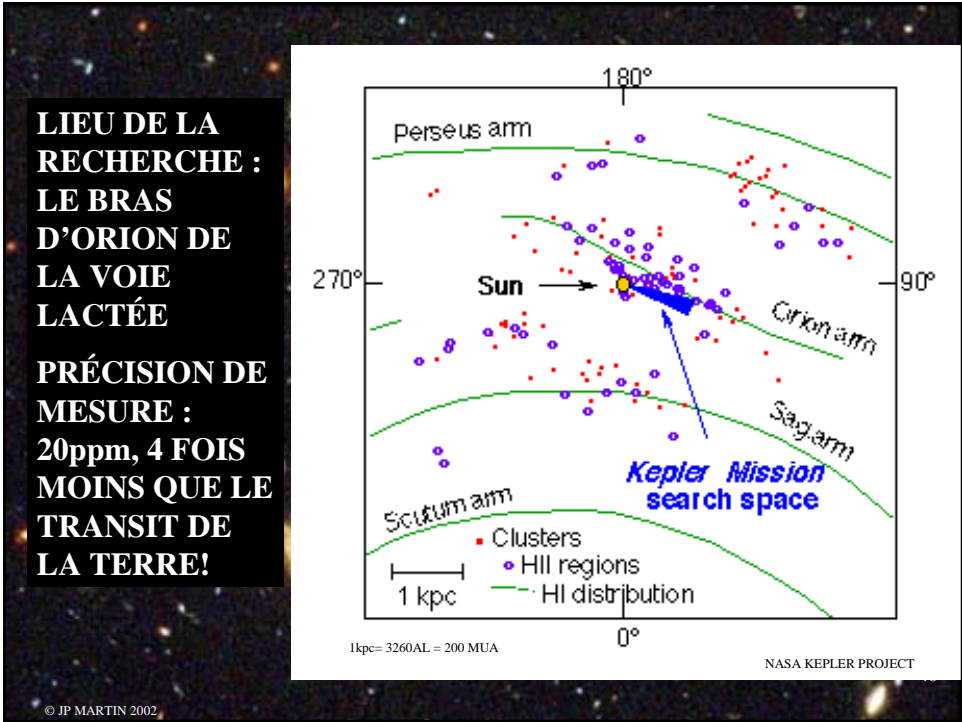 LIEU DE LA
RECHERCHE :
LE BRAS
D’ORION DE
LA VOIE
LACTÉE
PRÉCISION DE
MESURE :
20ppm, 4 FOIS
MOINS QUE LE
TRANSIT DE
LA TERRE!
180°
Perseus arm
270°
Sun
90°
Orion arm
Sag. arm
Kepler Mission
search space
Scutum arm
Clusters
HII regions
HI distribution
1 kpc
0°
1kpc= 3260AL = 200 MUA
NASA KEPLER PROJECT
© JP MARTIN 2002